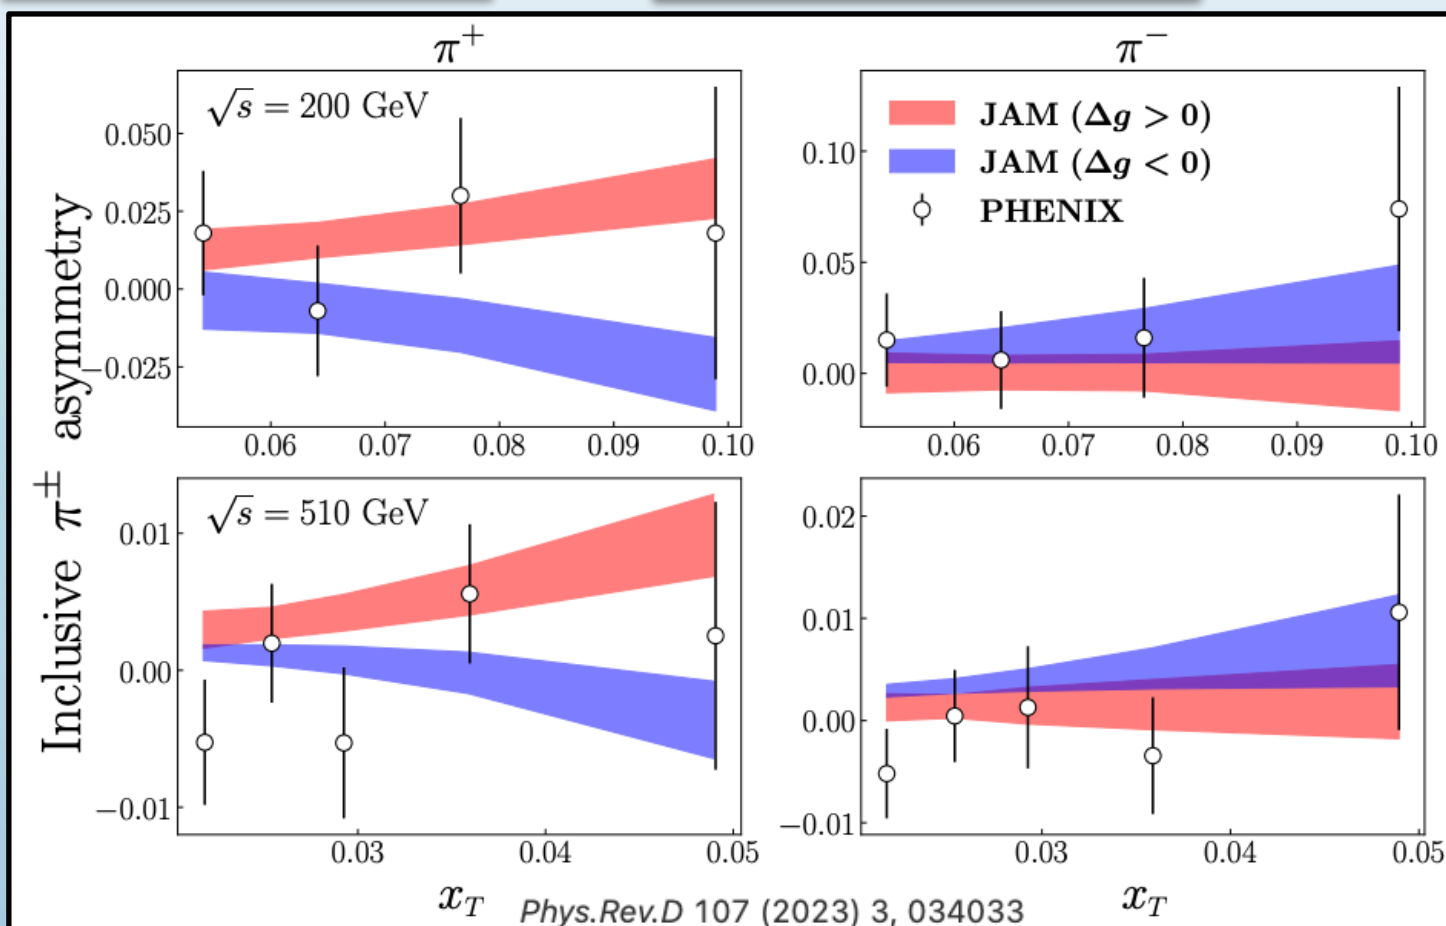 π⁺ π⁻
√s = 200 GeV
JAM (Δg > 0)
JAM (Δg < 0)
PHENIX
0.050
0.025
0.000
−0.025
0.10
0.05
0.00
0.06 0.07 0.08 0.09 0.10
0.06 0.07 0.08 0.09 0.10
Inclusive π± asymmetry
√s = 510 GeV
0.01
0.00
−0.01
0.02
0.01
0.00
−0.01
0.03 0.04 0.05
0.03 0.04 0.05
x_T x_T
Phys.Rev.D 107 (2023) 3, 034033